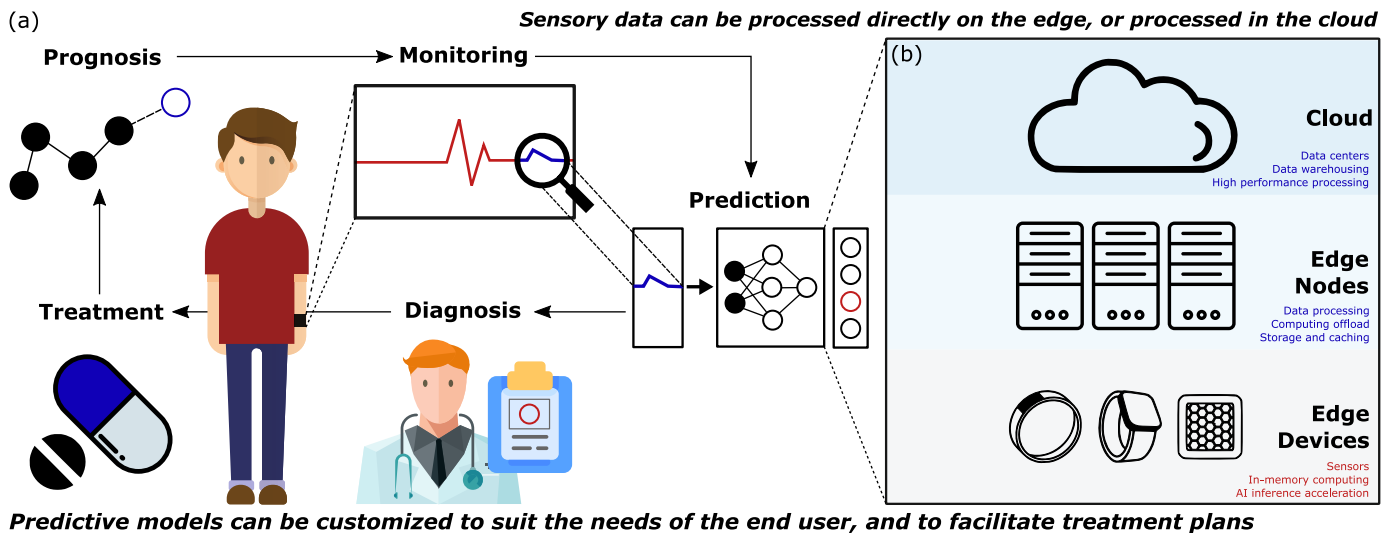 (a)
Sensory data can be processed directly on the edge, or processed in the cloud
Prognosis
Monitoring
Prediction
Treatment
Diagnosis
(b)
Cloud
Data centers
Data warehousing
High performance processing
Edge
Nodes
Data processing
Computing offload
Storage and caching
Edge
Devices
Sensors
In-memory computing
AI inference acceleration
Predictive models can be customized to suit the needs of the end user, and to facilitate treatment plans